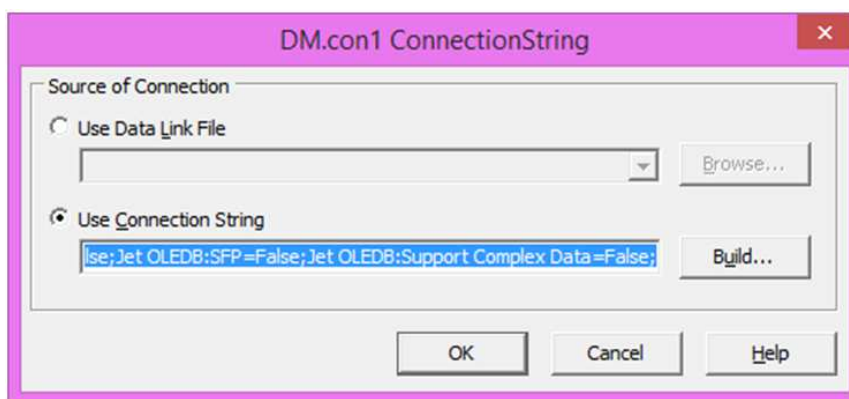 DM.con1 ConnectionString
Source of Connection
Use Data Link File
Browse...
Use Connection String
lse;Jet OLEDB:SFP=False;Jet OLEDB:Support Complex Data=False;
Build...
OK Cancel Help